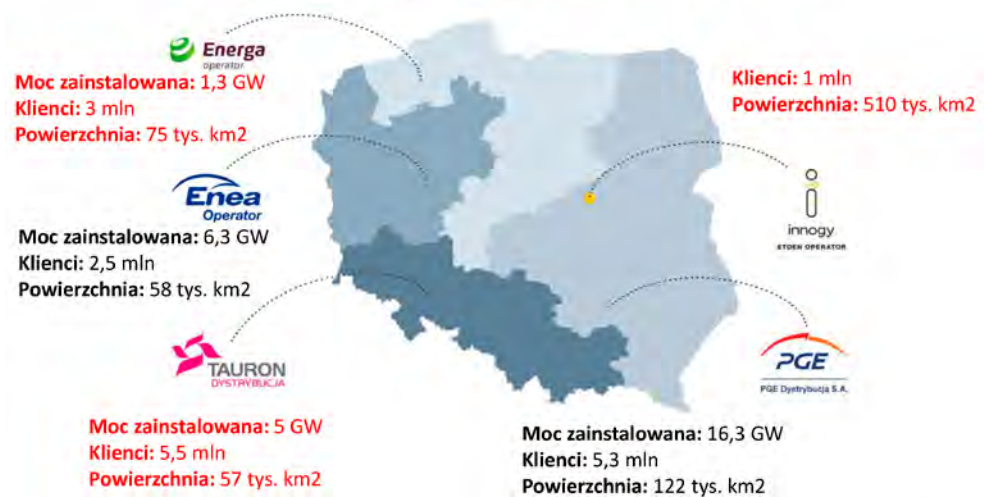 Energa
operator
Moc zainstalowana: 1,3 GW
Klienci: 3 mln
Powierzchnia: 75 tys. km2
Klienci: 1 mln
Powierzchnia: 510 tys. km2
Enea
Operator
innogy
STOEN OPERATOR
Moc zainstalowana: 6,3 GW
Klienci: 2,5 mln
Powierzchnia: 58 tys. km2
TAURON
DYSTRYBUCJA
PGE
PGE Dystrybucja S.A.
Moc zainstalowana: 5 GW
Klienci: 5,5 mln
Powierzchnia: 57 tys. km2
Moc zainstalowana: 16,3 GW
Klienci: 5,3 mln
Powierzchnia: 122 tys. km2